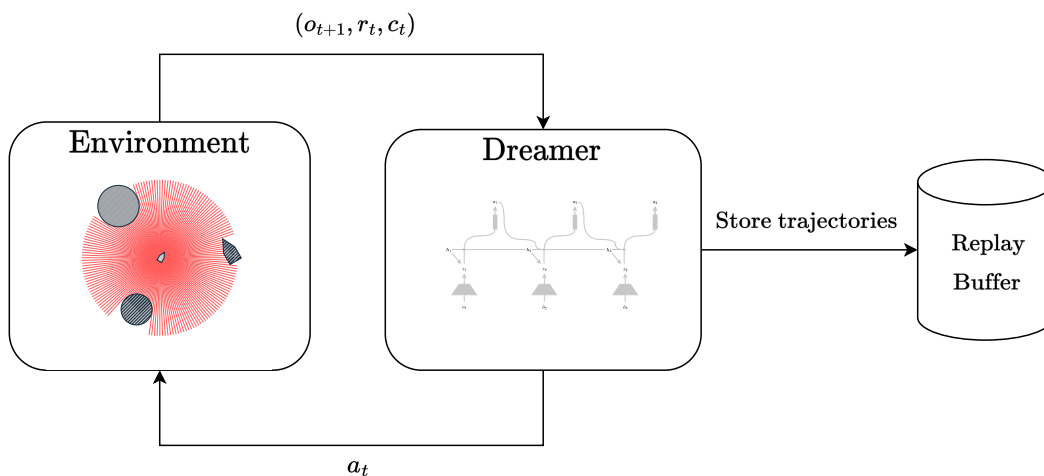 (o_{t+1}, r_t, c_t)
Environment
Dreamer
Store trajectories
Replay
Buffer
a_t